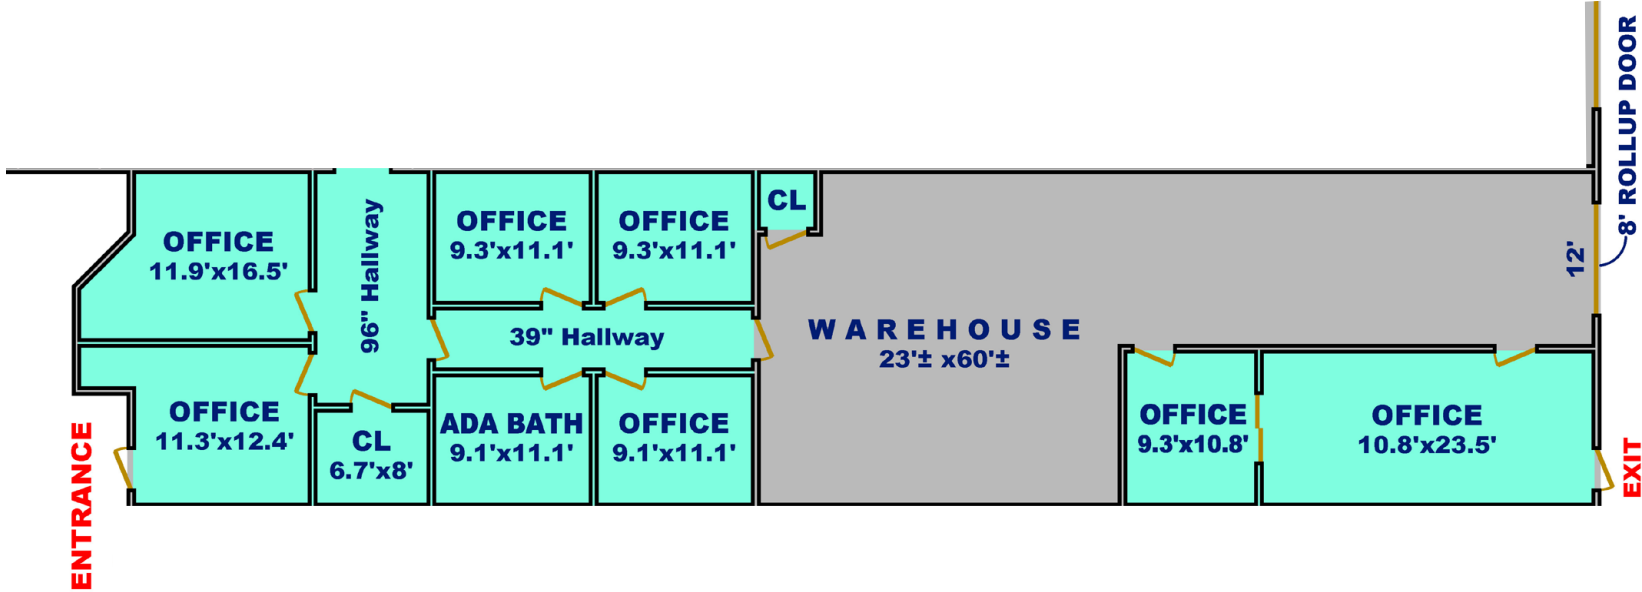 OFFICE
11.9'x16.5'
96" Hallway
OFFICE
9.3'x11.1'
OFFICE
9.3'x11.1'
CL
8' ROLLUP DOOR
12'
39" Hallway
WAREHOUSE
23'± x60'±
OFFICE
11.3'x12.4'
CL
6.7'x8'
ADA BATH
9.1'x11.1'
OFFICE
9.1'x11.1'
OFFICE
9.3'x10.8'
OFFICE
10.8'x23.5'
ENTRANCE
EXIT